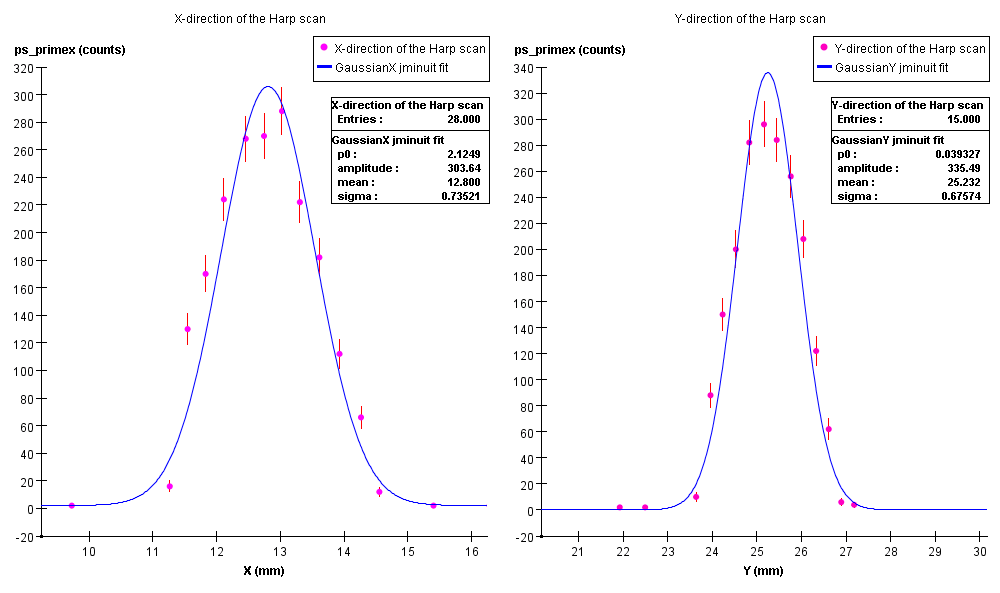 X-direction of the Harp scan
ps_primex (counts)
X-direction of the Harp scan
GaussianX jminuit fit
X-direction of the Harp scan
Entries : 28.000
GaussianX jminuit fit
p0 : 2.1249
amplitude : 303.64
mean : 12.800
sigma : 0.73521
320
300
280
260
240
220
200
180
160
140
120
100
80
60
40
20
0
-20
10 11 12 13 14 15 16
X (mm)
Y-direction of the Harp scan
ps_primex (counts)
Y-direction of the Harp scan
GaussianY jminuit fit
Y-direction of the Harp scan
Entries : 15.000
GaussianY jminuit fit
p0 : 0.039327
amplitude : 335.49
mean : 25.232
sigma : 0.67574
340
320
300
280
260
240
220
200
180
160
140
120
100
80
60
40
20
0
-20
21 22 23 24 25 26 27 28 29 30
Y (mm)